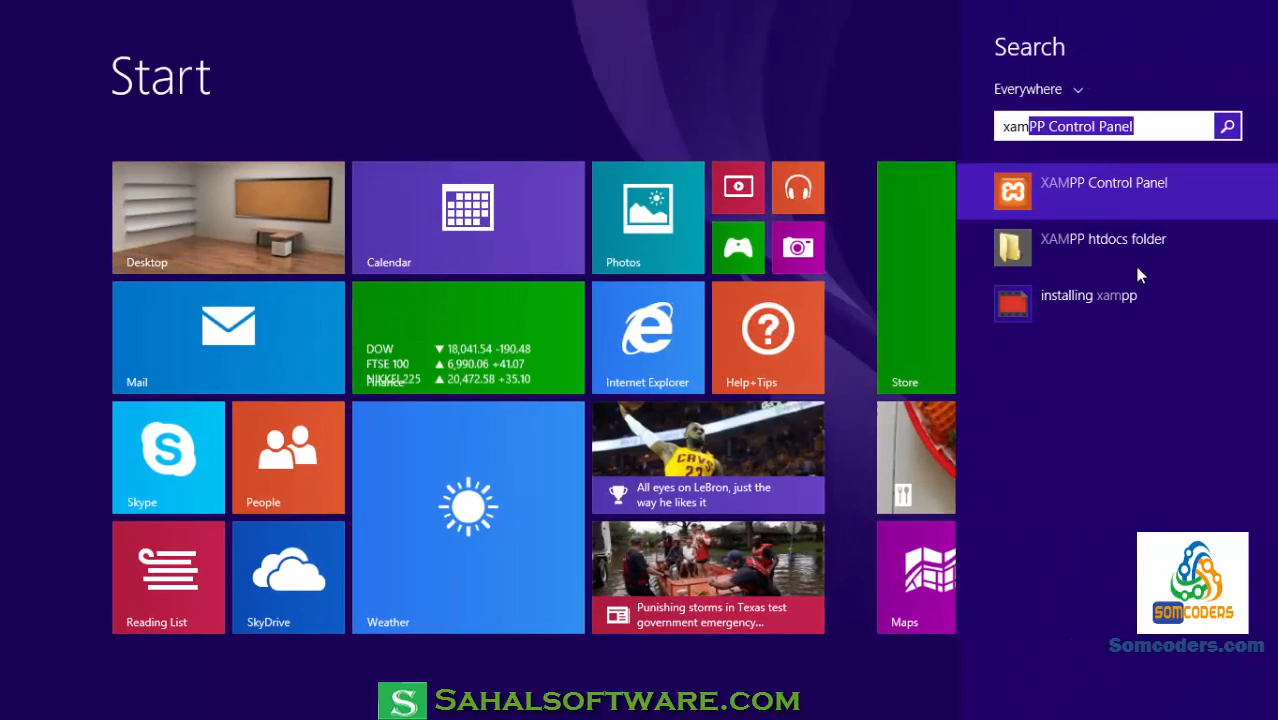 Start
Search
Everywhere
xamPP Control Panel
XAMPP Control Panel
XAMPP htdocs folder
installing xampp
Desktop
Calendar
Photos
Mail
DOW ▼ 18,041.54 -190.48
FTSE 100 ▲ 6,990.06 +41.07
NIKKEI 225 ▲ 20,472.58 +35.10
Finance
Internet Explorer
Help+Tips
Store
Skype
People
Weather
CAVS
23
All eyes on LeBron, just the
way he likes it
Reading List
SkyDrive
Punishing storms in Texas test
government emergency...
Maps
SOMCODERS
Somcoders.com
S SAHALSOFTWARE.COM